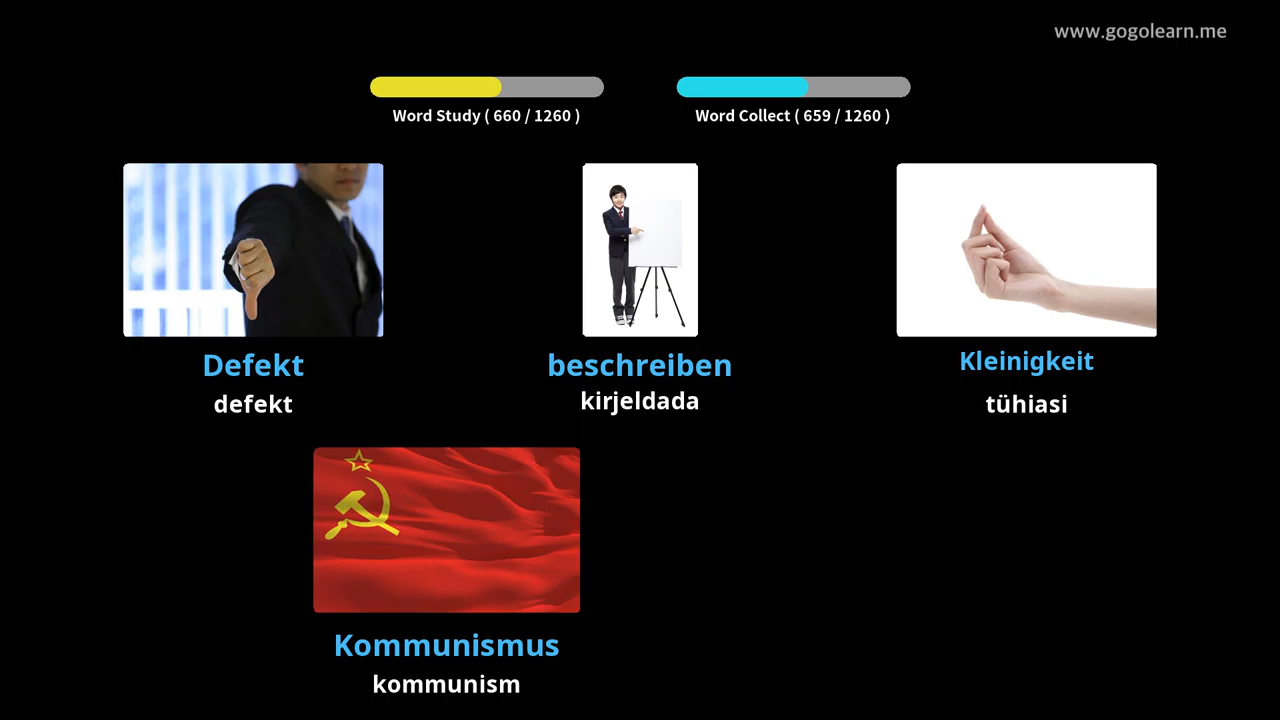 www.gogolearn.me
Word Study ( 660 / 1260 )
Word Collect ( 659 / 1260 )
Defekt
defekt
beschreiben
kirjeldada
Kleinigkeit
tühiasi
Kommunismus
kommunism